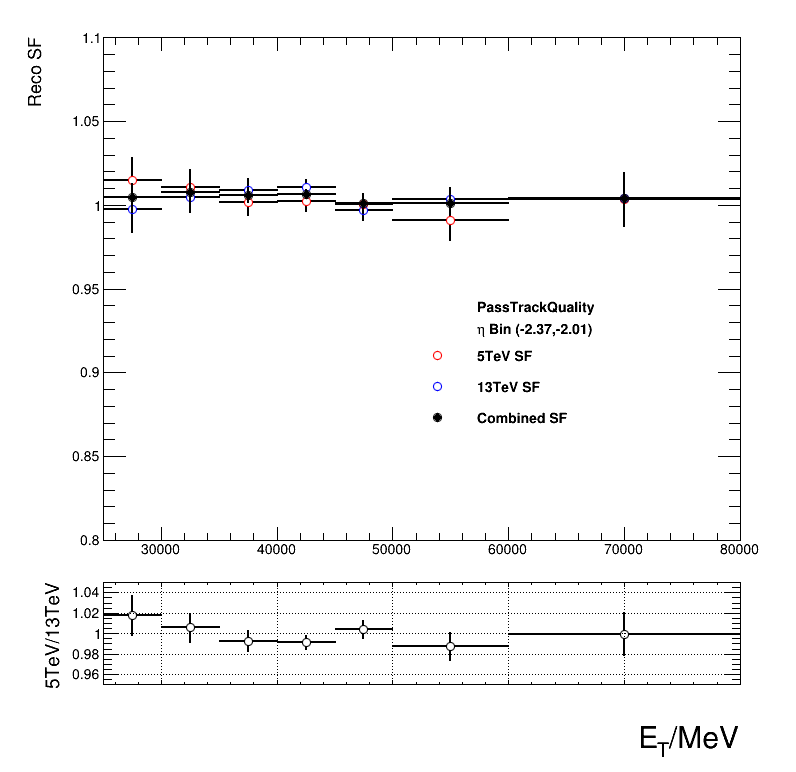 Reco SF
1.1
1.05
1
0.95
0.9
0.85
0.8
PassTrackQuality
η Bin (-2.37,-2.01)
5TeV SF
13TeV SF
Combined SF
30000 40000 50000 60000 70000 80000
5TeV/13TeV
1.04
1.02
1
0.98
0.96
E_T/MeV